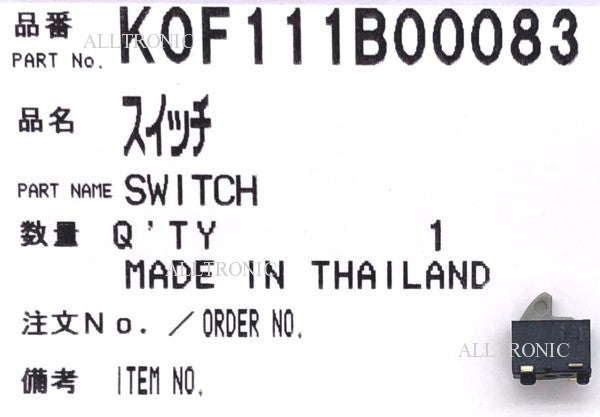 品番 K0F111B00083
PART No.
ALLTRONIC
品名 スイッチ
PART NAME SWITCH
数量 Q'TY 1
MADE IN THAILAND
ALLTRONIC
注文No. /ORDER NO.
ALLTRONIC
備考 ITEM NO.